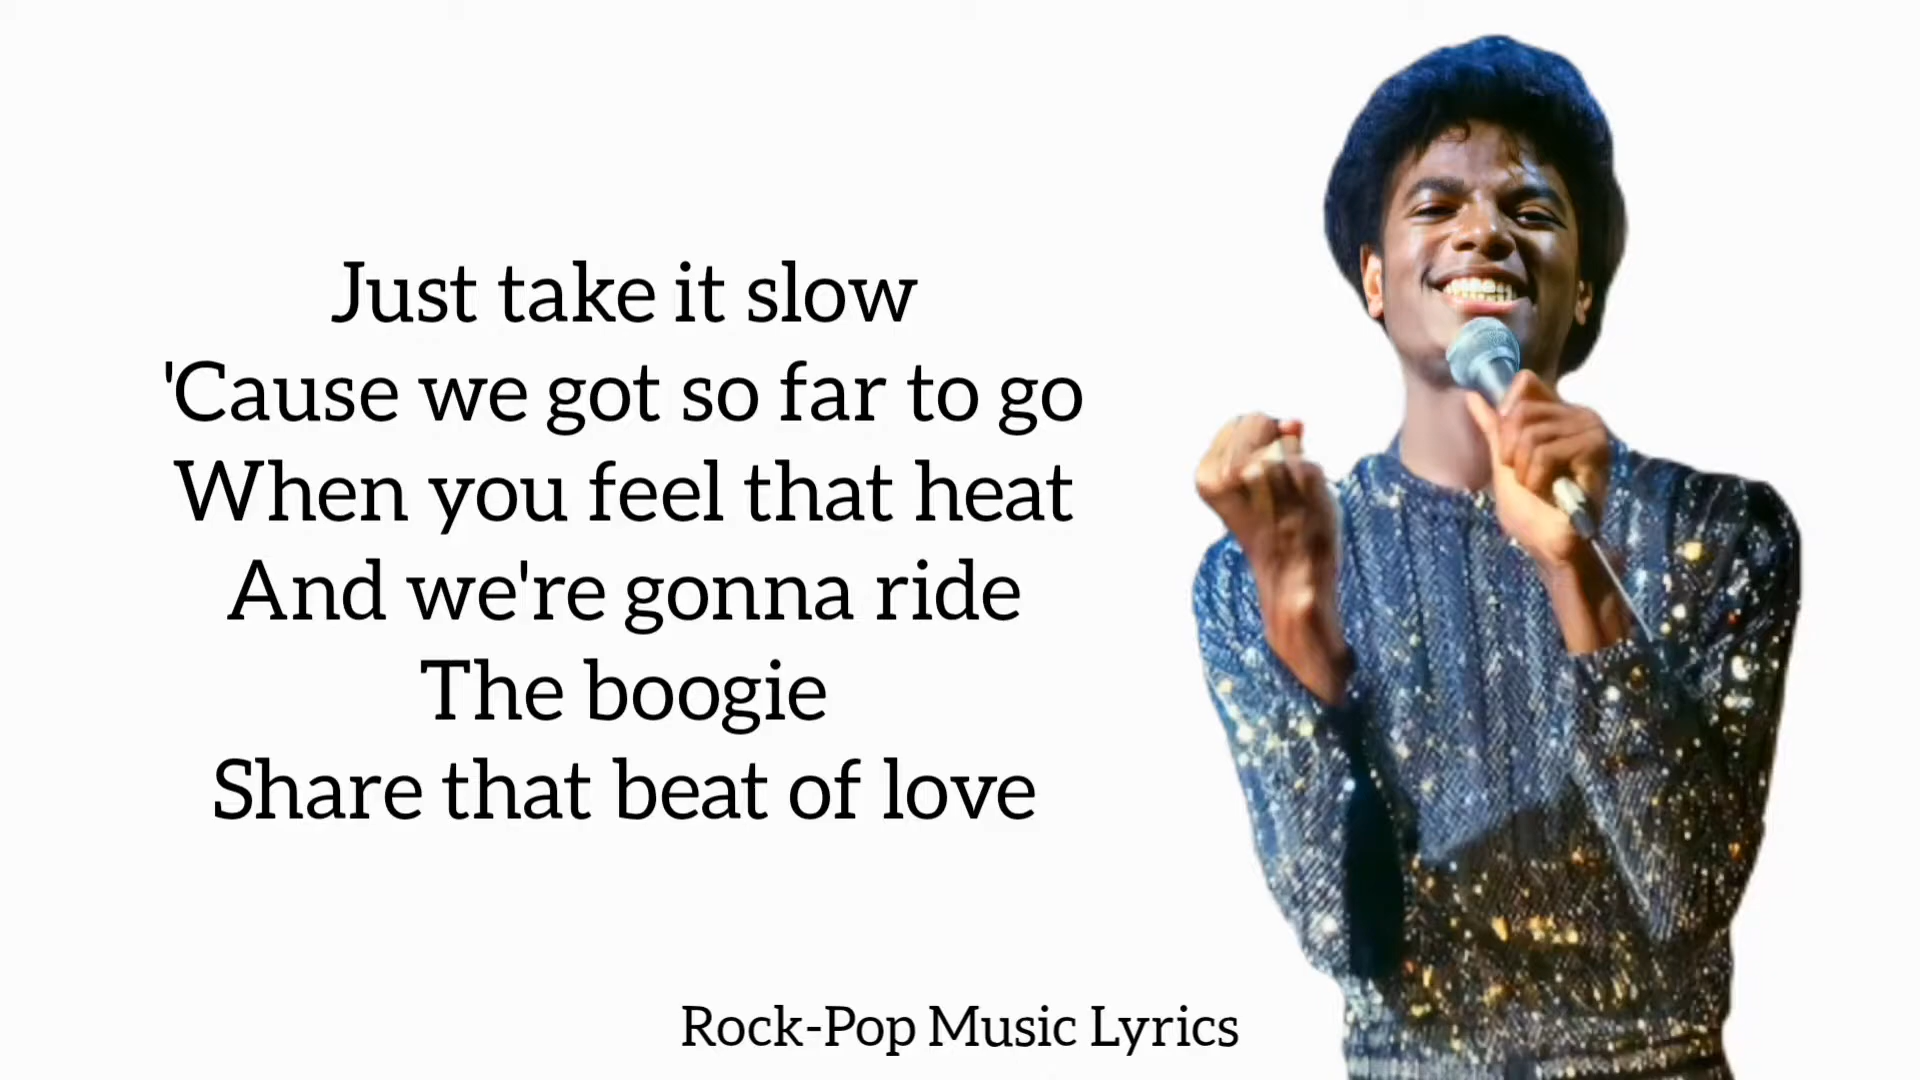 Just take it slow
'Cause we got so far to go
When you feel that heat
And we're gonna ride
The boogie
Share that beat of love
Rock-Pop Music Lyrics